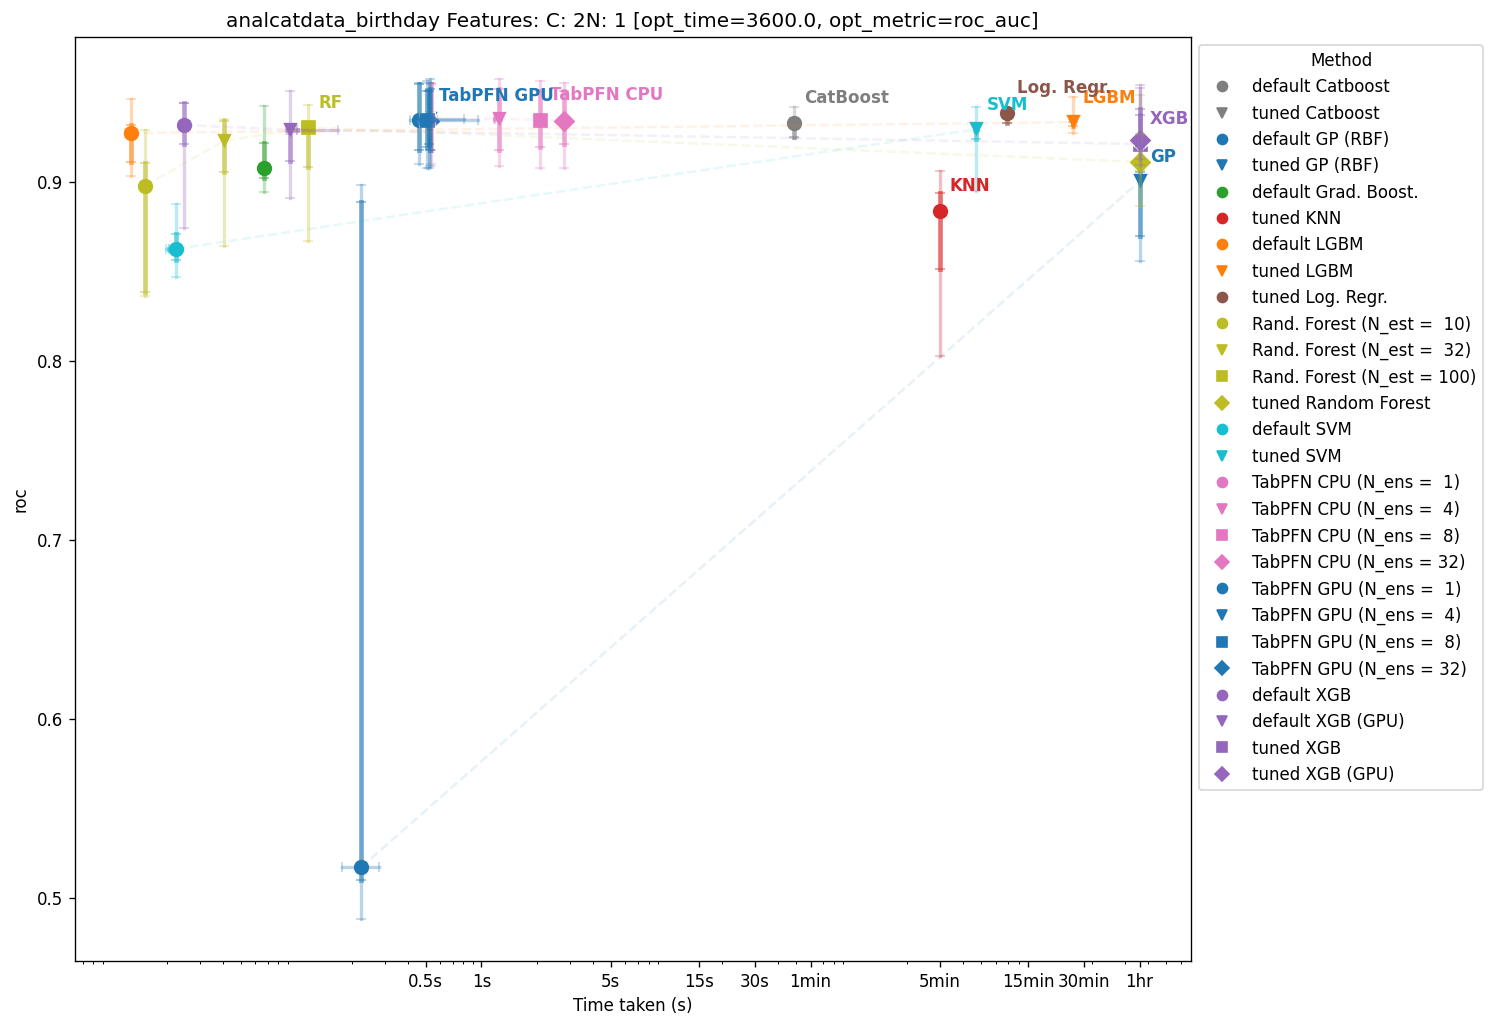 analcatdata_birthday Features: C: 2N: 1 [opt_time=3600.0, opt_metric=roc_auc]
RF
TabPFN GPU
TabPFN CPU
CatBoost
Log. Regr.
SVM
LGBM
XGB
GP
KNN
0.9
0.8
0.7
0.6
0.5
roc
0.5s 1s 5s 15s 30s 1min 5min 15min 30min 1hr
Time taken (s)
Method
default Catboost
tuned Catboost
default GP (RBF)
tuned GP (RBF)
default Grad. Boost.
tuned KNN
default LGBM
tuned LGBM
tuned Log. Regr.
Rand. Forest (N_est =  10)
Rand. Forest (N_est =  32)
Rand. Forest (N_est = 100)
tuned Random Forest
default SVM
tuned SVM
TabPFN CPU (N_ens =  1)
TabPFN CPU (N_ens =  4)
TabPFN CPU (N_ens =  8)
TabPFN CPU (N_ens = 32)
TabPFN GPU (N_ens =  1)
TabPFN GPU (N_ens =  4)
TabPFN GPU (N_ens =  8)
TabPFN GPU (N_ens = 32)
default XGB
default XGB (GPU)
tuned XGB
tuned XGB (GPU)